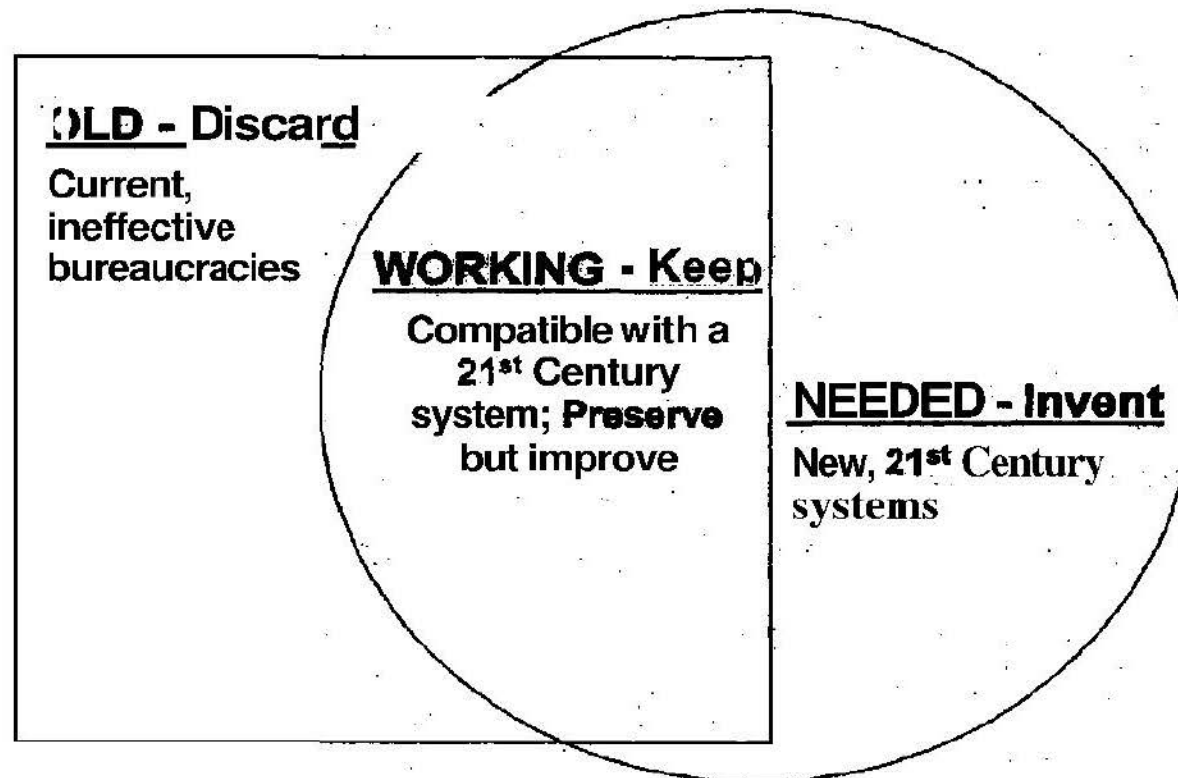 OLD - Discard
Current,
ineffective
bureaucracies
WORKING - Keep
Compatible with a
21st Century
system; Preserve
but improve
NEEDED - Invent
New, 21st Century
systems